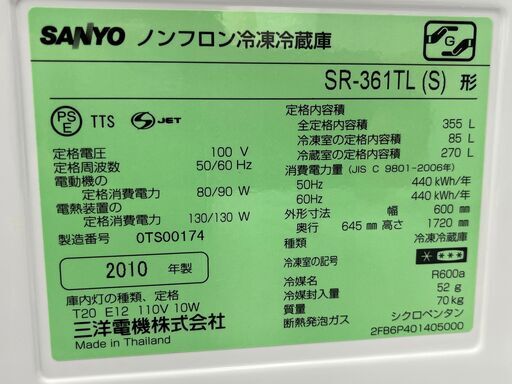 SANYO ノンフロン冷凍冷蔵庫
SR-361TL (S) 形
G
PS E TTS S JET
定格電圧 100 V
定格周波数 50/60 Hz
電動機の
定格消費電力 80/90 W
電熱装置の
定格消費電力 130/130 W
製造番号 0TS00174
2010 年製
庫内灯の種類、定格
T20 E12 110V 10W
三洋電機株式会社
Made in Thailand
定格内容積
全定格内容積 355 L
冷凍室の定格内容積 85 L
冷蔵室の定格内容積 270 L
消費電力量 (JIS C 9801-2006年)
50Hz 440 kWh/年
60Hz 440 kWh/年
外形寸法 幅 600 mm
奥行 645 mm 高さ 1720 mm
種類 冷凍冷蔵庫
冷凍室の記号
冷媒名 R600a
冷媒封入量 52 g
質量 70 kg
断熱発泡ガス シクロペンタン
2FB6P401405000